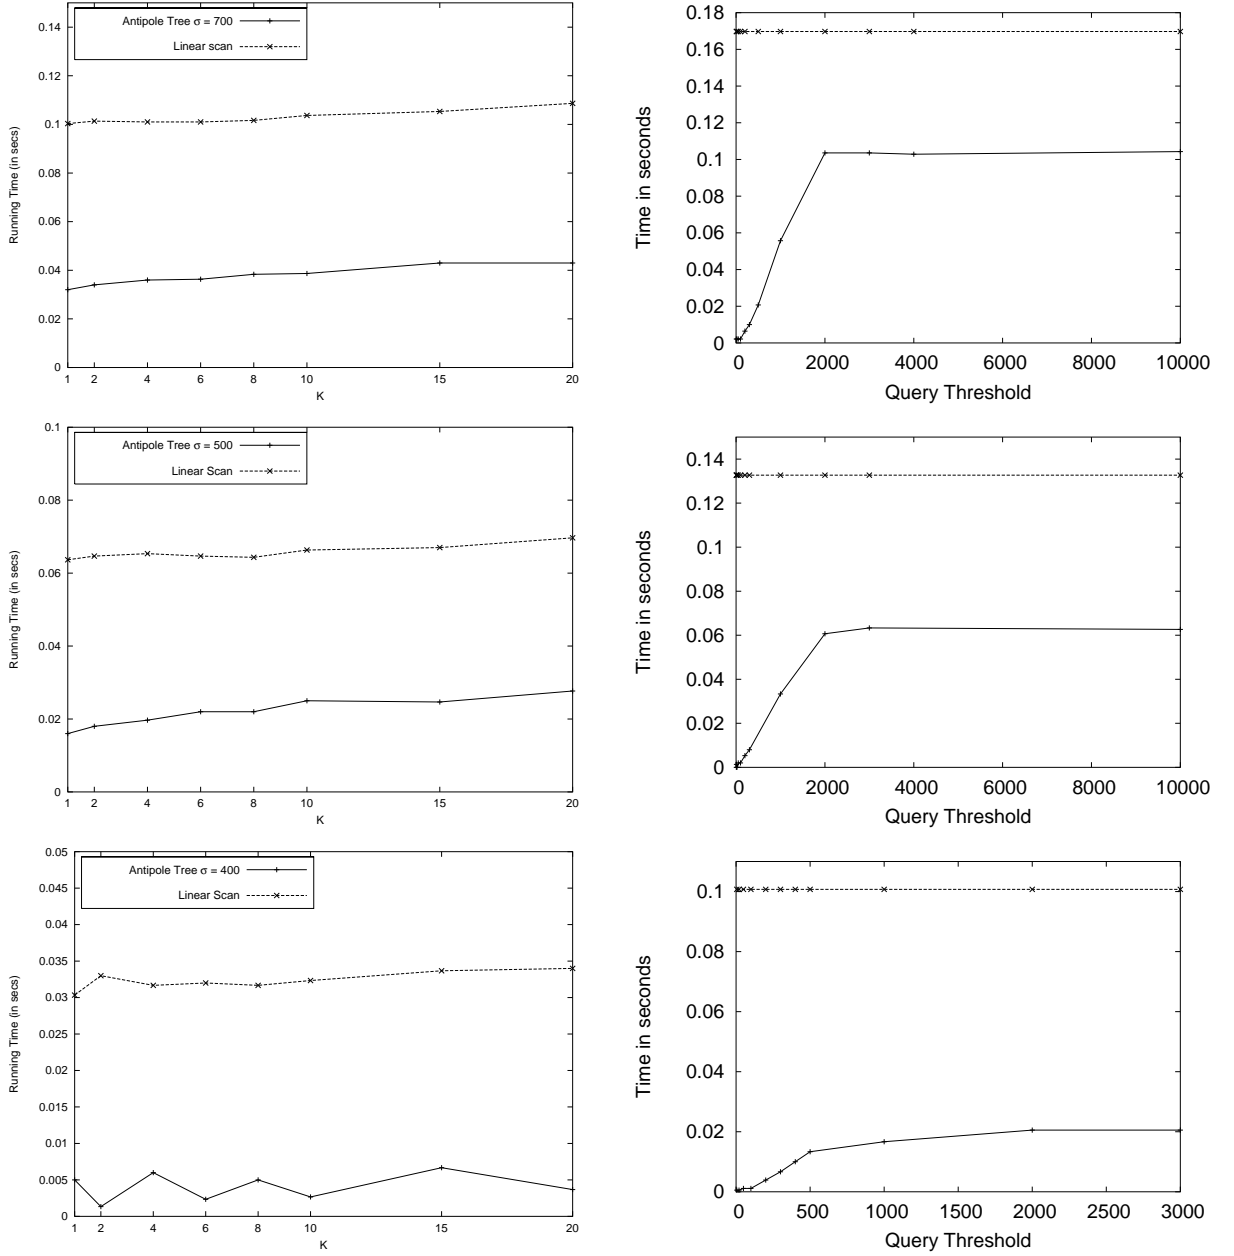 0.14
0.12
0.1
0.08
0.06
0.04
0.02
0
Running Time (in secs)
Antipole Tree σ = 700
Linear scan
1 2 4 6 8 10 15 20
K
0.18
0.16
0.14
0.12
0.1
0.08
0.06
0.04
0.02
0
Time in seconds
0 2000 4000 6000 8000 10000
Query Threshold
0.1
0.08
0.06
0.04
0.02
0
Running Time (in secs)
Antipole Tree σ = 500
Linear Scan
1 2 4 6 8 10 15 20
K
0.14
0.12
0.1
0.08
0.06
0.04
0.02
0
Time in seconds
0 2000 4000 6000 8000 10000
Query Threshold
0.05
0.045
0.04
0.035
0.03
0.025
0.02
0.015
0.01
0.005
0
Running Time (in secs)
Antipole Tree σ = 400
Linear Scan
1 2 4 6 8 10 15 20
K
0.1
0.08
0.06
0.04
0.02
0
Time in seconds
0 500 1000 1500 2000 2500 3000
Query Threshold